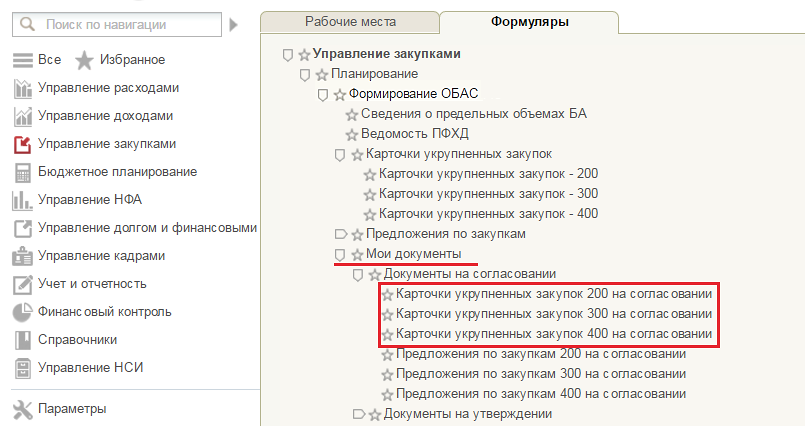 Поиск по навигации
Все
Избранное
Управление расходами
Управление доходами
Управление закупками
Бюджетное планирование
Управление НФА
Управление долгом и финансовыми
Управление кадрами
Учет и отчетность
Финансовый контроль
Справочники
Управление НСИ
Параметры
Рабочие места
Формуляры
Управление закупками
Планирование
Формирование ОБАС
Сведения о предельных объемах БА
Ведомость ПФХД
Карточки укрупненных закупок
Карточки укрупненных закупок - 200
Карточки укрупненных закупок - 300
Карточки укрупненных закупок - 400
Предложения по закупкам
Мои документы
Документы на согласовании
Карточки укрупненных закупок 200 на согласовании
Карточки укрупненных закупок 300 на согласовании
Карточки укрупненных закупок 400 на согласовании
Предложения по закупкам 200 на согласовании
Предложения по закупкам 300 на согласовании
Предложения по закупкам 400 на согласовании
Документы на утверждении